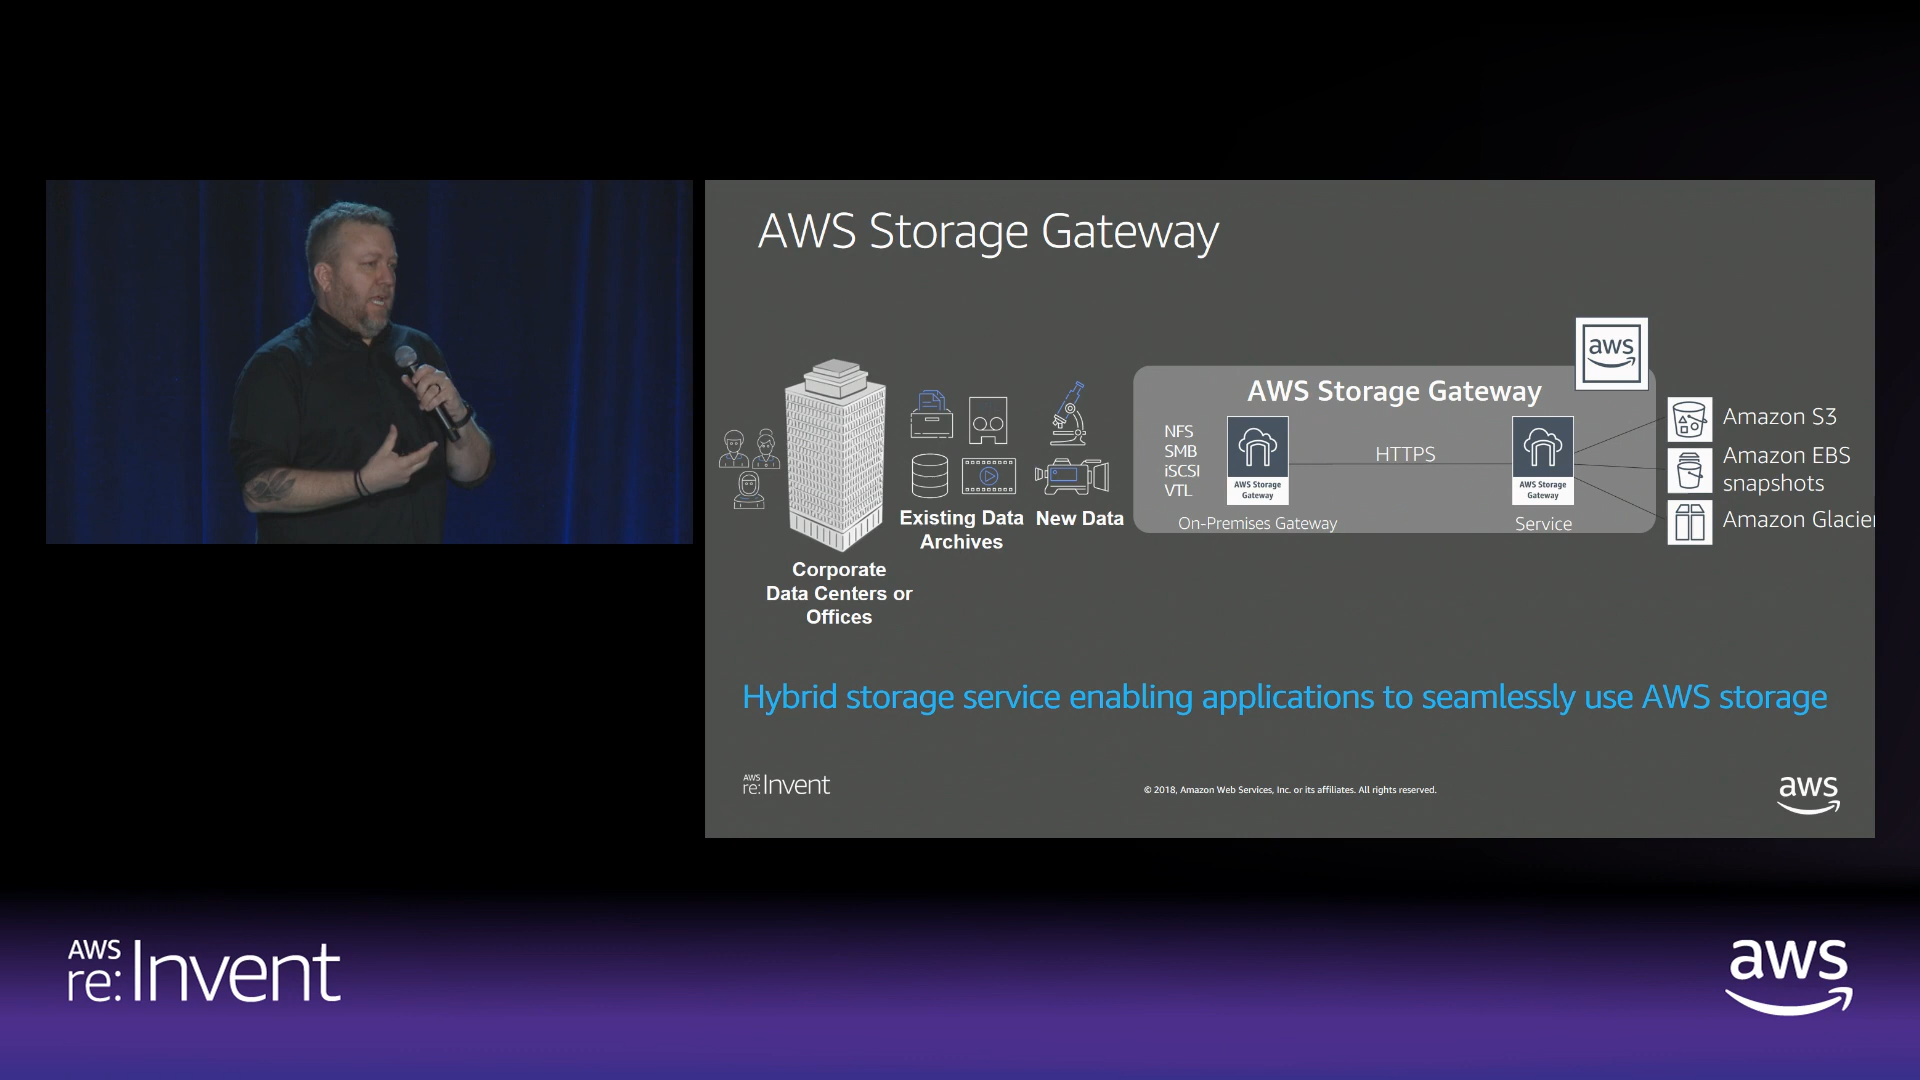 AWS Storage Gateway
aws
AWS Storage Gateway
NFS
SMB
iSCSI
VTL
HTTPS
AWS Storage
Gateway
AWS Storage
Gateway
On-Premises Gateway
Service
Amazon S3
Amazon EBS
snapshots
Amazon Glacier
Existing Data
Archives
New Data
Corporate
Data Centers or
Offices
Hybrid storage service enabling applications to seamlessly use AWS storage
AWS
re:Invent
© 2018, Amazon Web Services, Inc. or its affiliates. All rights reserved.
aws
AWS
re:Invent
aws